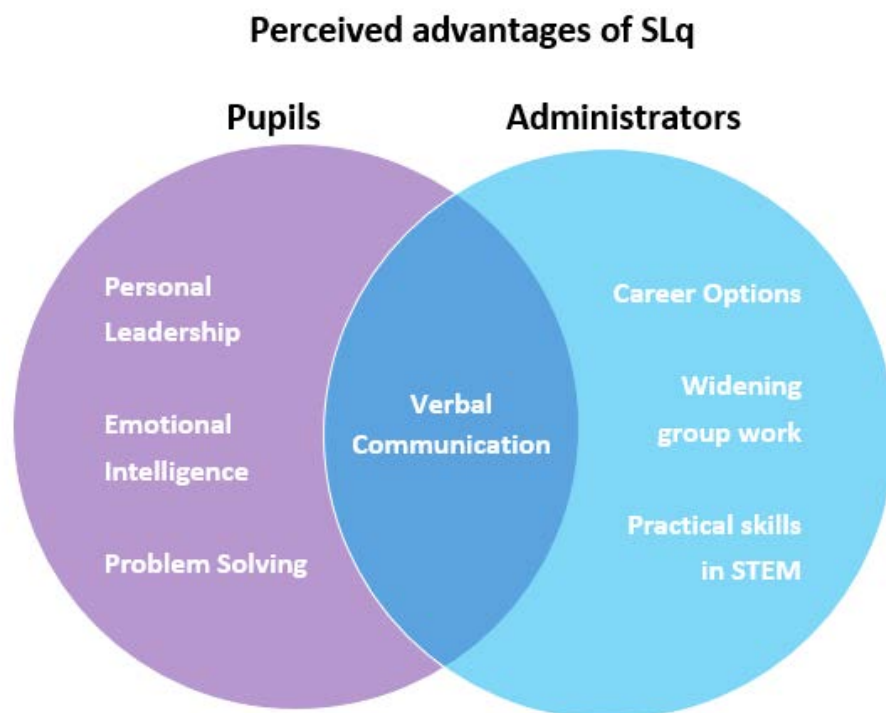 Perceived advantages of SLq
Pupils
Administrators
Personal
Leadership
Emotional
Intelligence
Problem Solving
Verbal
Communication
Career Options
Widening
group work
Practical skills
in STEM